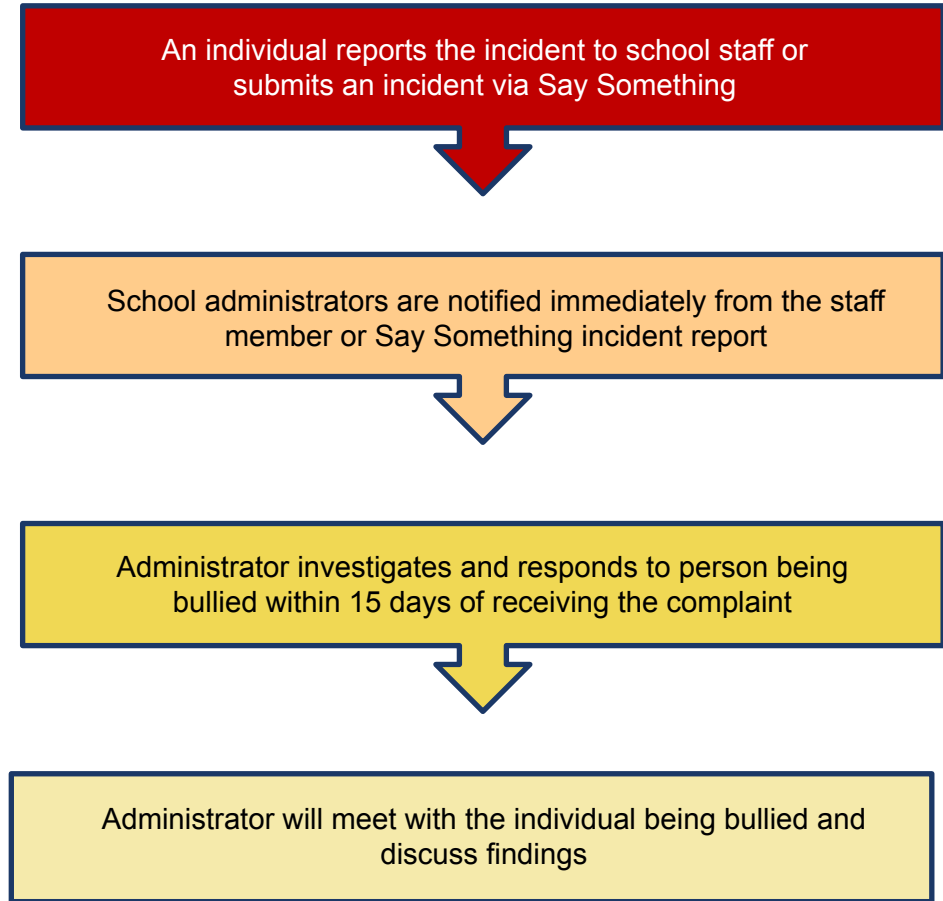 An individual reports the incident to school staff or
submits an incident via Say Something
School administrators are notified immediately from the staff
member or Say Something incident report
Administrator investigates and responds to person being
bullied within 15 days of receiving the complaint
Administrator will meet with the individual being bullied and
discuss findings